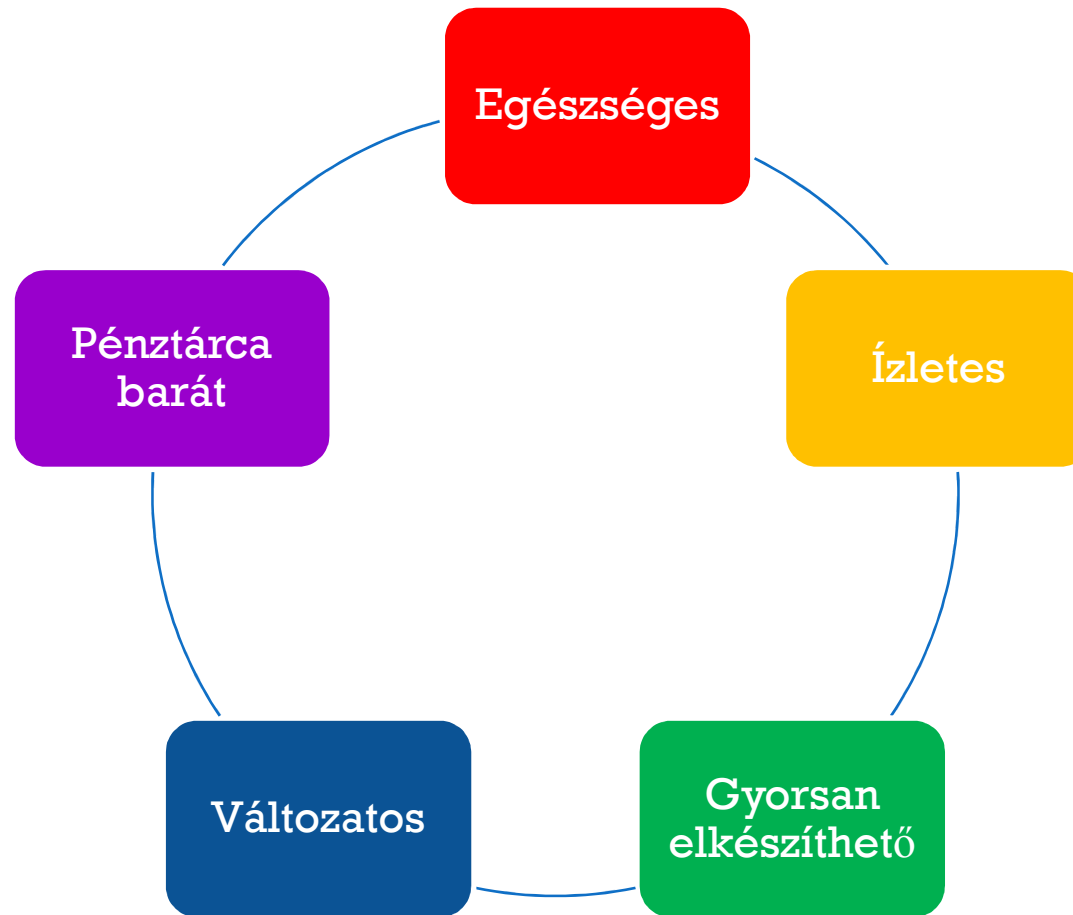 Egészséges
Ízletes
Gyorsan
elkészíthető
Változatos
Pénztárca
barát